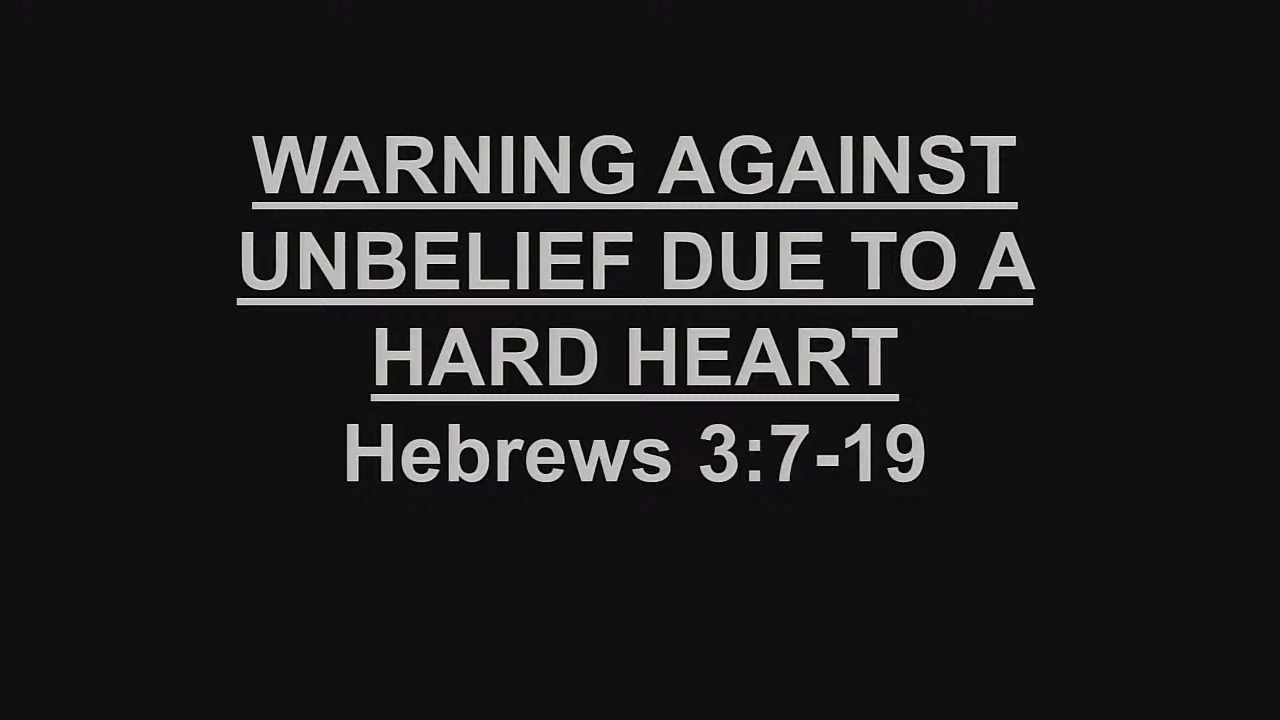 WARNING AGAINST
UNBELIEF DUE TO A
HARD HEART
Hebrews 3:7-19